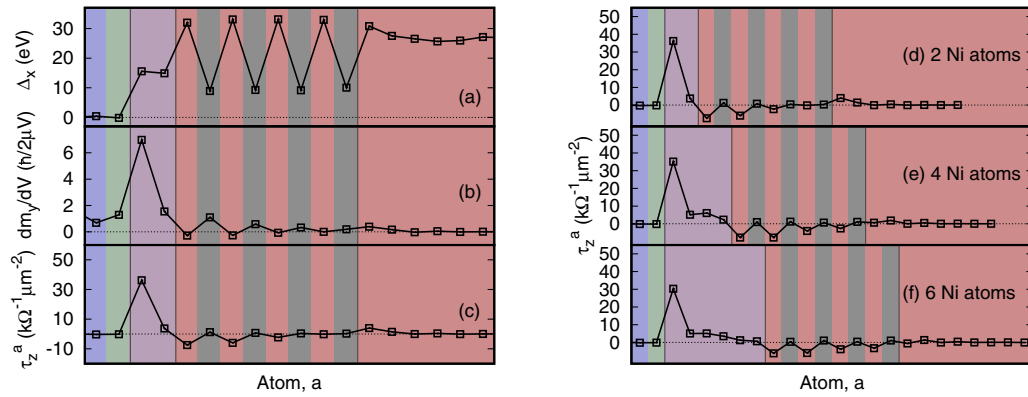 30
20
10
0
Δx (eV)
(a)
6
4
2
0
dmy/dV (ħ/2μV)
(b)
50
30
10
-10
τz^a (kΩ⁻¹μm⁻²)
(c)
Atom, a
50
40
30
20
10
0
(d) 2 Ni atoms
50
40
30
20
10
0
τz^a (kΩ⁻¹μm⁻²)
(e) 4 Ni atoms
50
40
30
20
10
0
(f) 6 Ni atoms
Atom, a